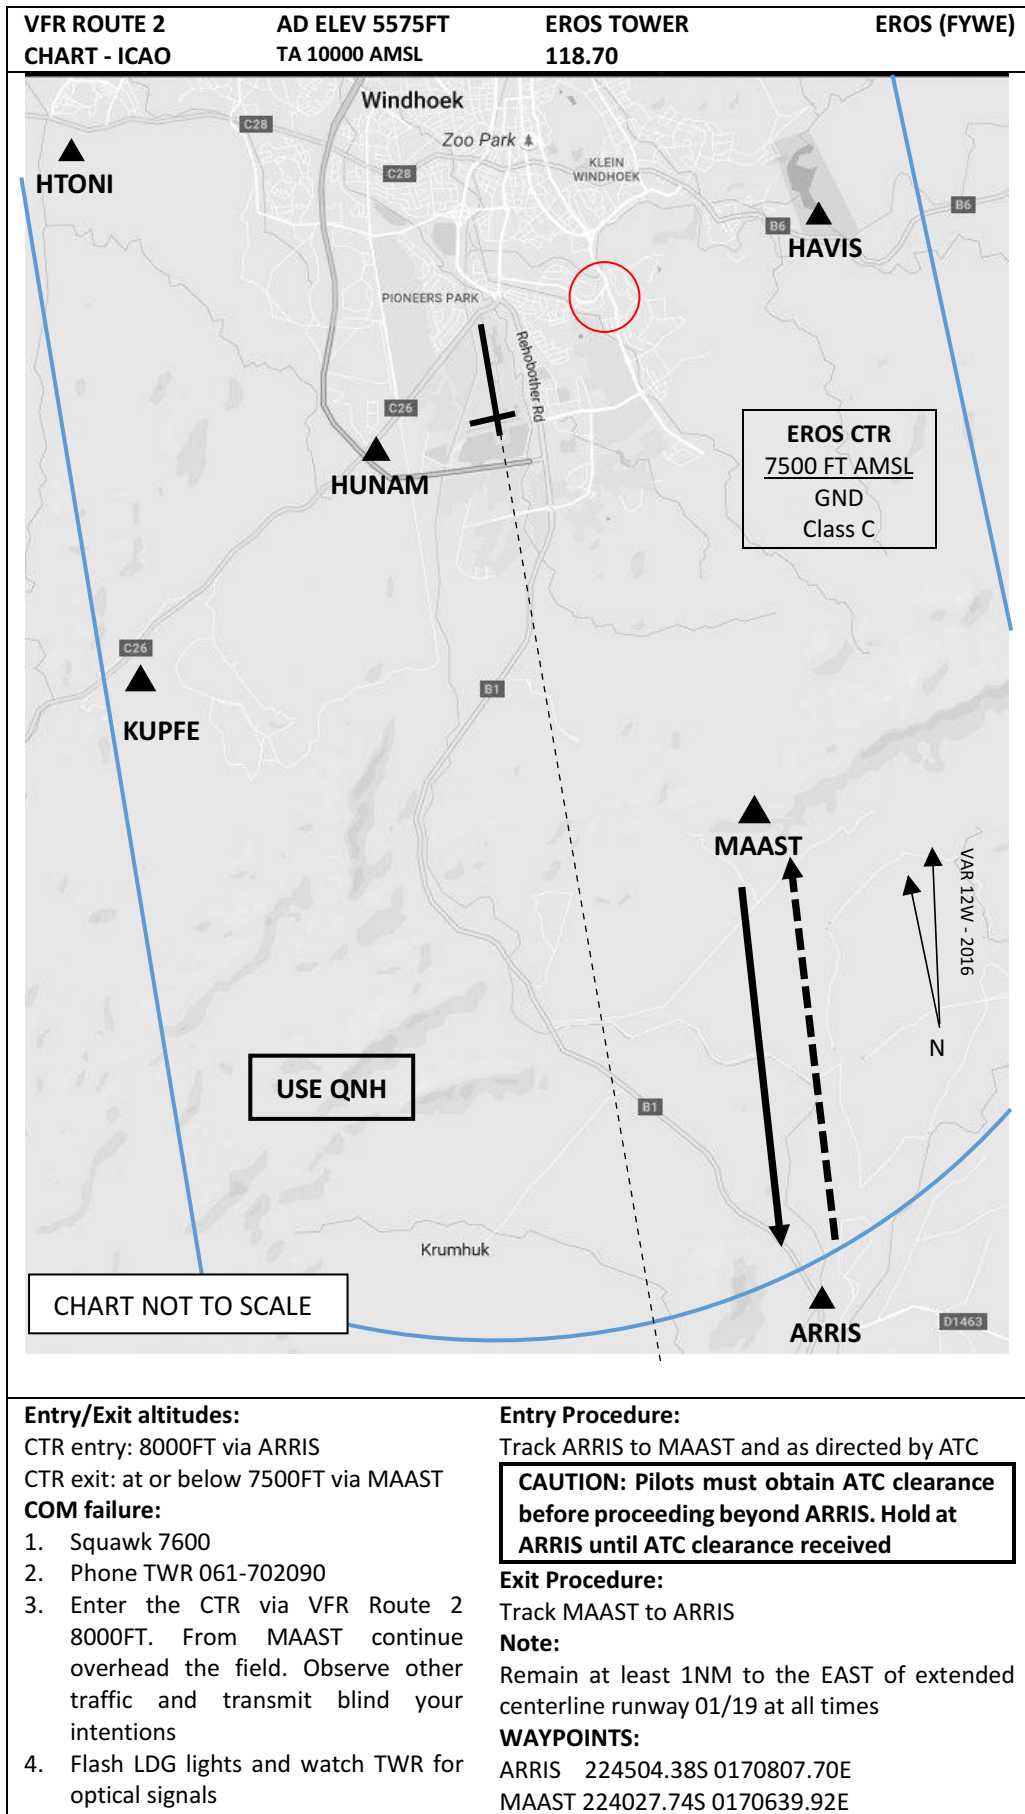 VFR ROUTE 2 AD ELEV 5575FT EROS TOWER EROS (FYWE)
CHART - ICAO TA 10000 AMSL 118.70
Windhoek
C28
Zoo Park
HTONI
C28
KLEIN
WINDHOEK
B6
B6
HAVIS
PIONEERS PARK
Rehobother Rd
C26
HUNAM
EROS CTR
7500 FT AMSL
GND
Class C
C26
KUPFE
B1
MAAST
VAR 12W - 2016
N
USE QNH
B1
Krumhuk
CHART NOT TO SCALE
ARRIS
D1463
Entry/Exit altitudes:
CTR entry: 8000FT via ARRIS
CTR exit: at or below 7500FT via MAAST
COM failure:
1. Squawk 7600
2. Phone TWR 061-702090
3. Enter the CTR via VFR Route 2
8000FT. From MAAST continue
overhead the field. Observe other
traffic and transmit blind your
intentions
4. Flash LDG lights and watch TWR for
optical signals
Entry Procedure:
Track ARRIS to MAAST and as directed by ATC
CAUTION: Pilots must obtain ATC clearance
before proceeding beyond ARRIS. Hold at
ARRIS until ATC clearance received
Exit Procedure:
Track MAAST to ARRIS
Note:
Remain at least 1NM to the EAST of extended
centerline runway 01/19 at all times
WAYPOINTS:
ARRIS 224504.38S 0170807.70E
MAAST 224027.74S 0170639.92E